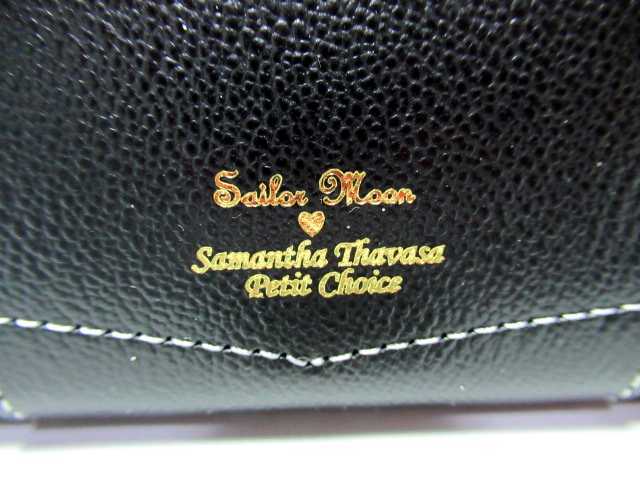 Sailor Moon
Samantha Thavasa
Petit Choice